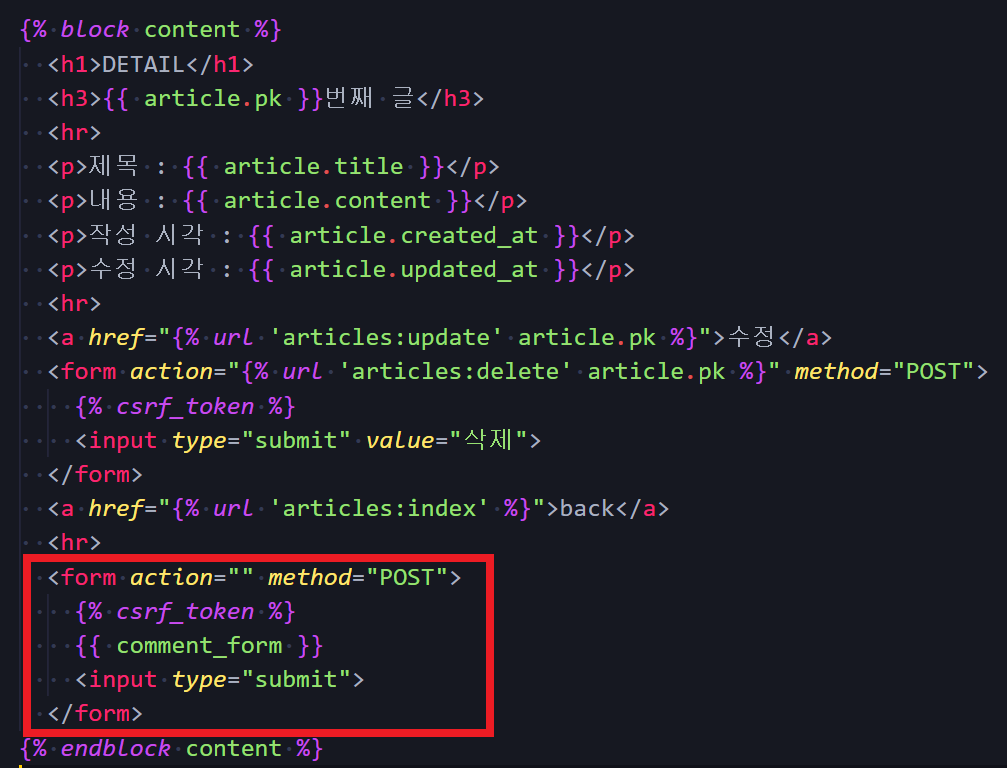 {% block content %}
<h1>DETAIL</h1>
<h3>{{ article.pk }}번째 글</h3>
<hr>
<p>제목 : {{ article.title }}</p>
<p>내용 : {{ article.content }}</p>
<p>작성 시각 : {{ article.created_at }}</p>
<p>수정 시각 : {{ article.updated_at }}</p>
<hr>
<a href="{% url 'articles:update' article.pk %}">수정</a>
<form action="{% url 'articles:delete' article.pk %}" method="POST">
{% csrf_token %}
<input type="submit" value="삭제">
</form>
<a href="{% url 'articles:index' %}">back</a>
<hr>
<form action="" method="POST">
{% csrf_token %}
{{ comment_form }}
<input type="submit">
</form>
{% endblock content %}